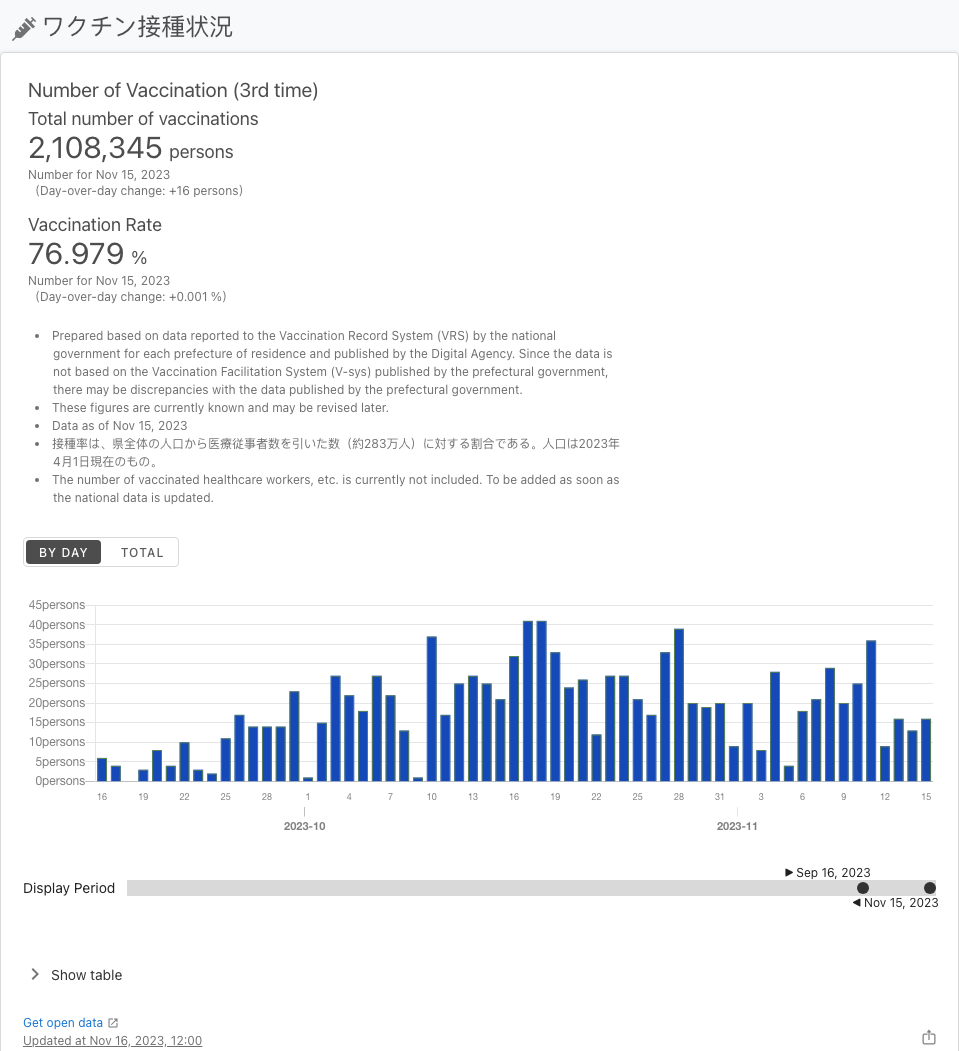 ワクチン接種状況
Number of Vaccination (3rd time)
Total number of vaccinations
2,108,345 persons
Number for Nov 15, 2023
(Day-over-day change: +16 persons)
Vaccination Rate
76.979 %
Number for Nov 15, 2023
(Day-over-day change: +0.001 %)
• Prepared based on data reported to the Vaccination Record System (VRS) by the national
government for each prefecture of residence and published by the Digital Agency. Since the data is
not based on the Vaccination Facilitation System (V-sys) published by the prefectural government,
there may be discrepancies with the data published by the prefectural government.
• These figures are currently known and may be revised later.
• Data as of Nov 15, 2023
• 接種率は、県全体の人口から医療従事者数を引いた数（約283万人）に対する割合である。人口は2023年
4月1日現在のもの。
• The number of vaccinated healthcare workers, etc. is currently not included. To be added as soon as
the national data is updated.
BY DAY TOTAL
45persons
40persons
35persons
30persons
25persons
20persons
15persons
10persons
5persons
0persons
16 19 22 25 28 1 4 7 10 13 16 19 22 25 28 31 3 6 9 12 15
2023-10 2023-11
Sep 16, 2023
Display Period
Nov 15, 2023
Show table
Get open data
Updated at Nov 16, 2023, 12:00